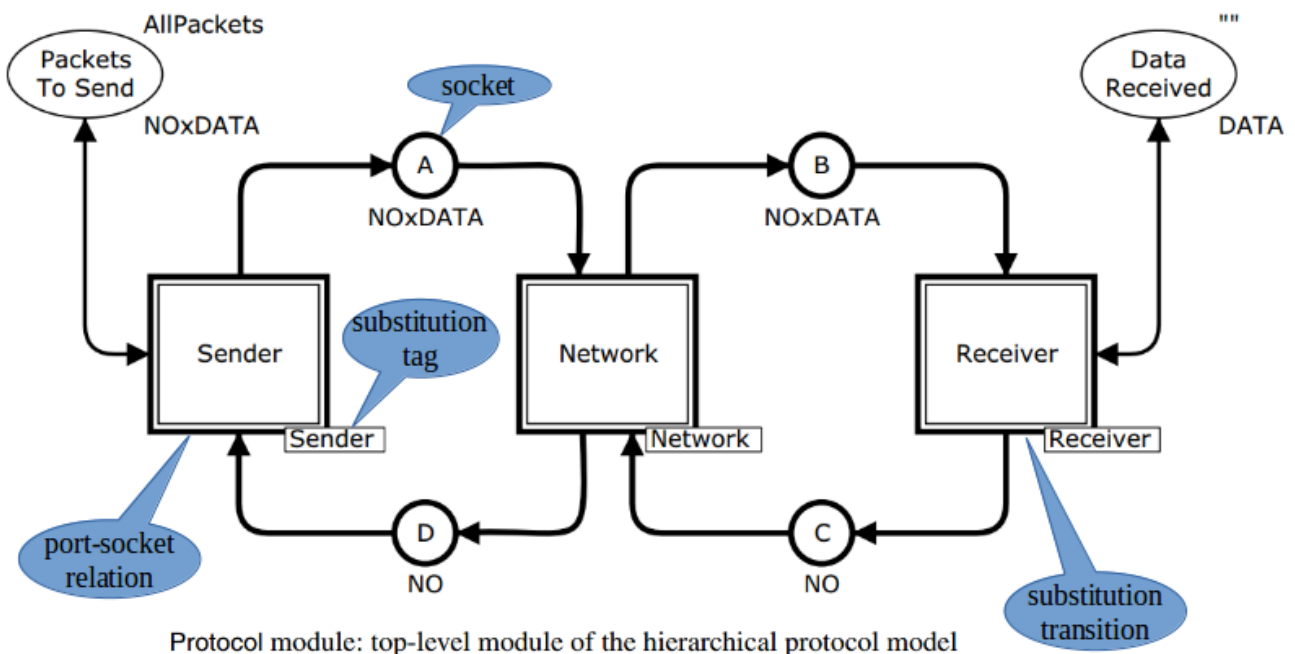 AllPackets
Packets
To Send
NOxDATA
socket
A
NOxDATA
B
NOxDATA
""
Data
Received
DATA
Sender
substitution
tag
Sender
Network
Network
Receiver
Receiver
port-socket
relation
D
NO
C
NO
substitution
transition
Protocol module: top-level module of the hierarchical protocol model